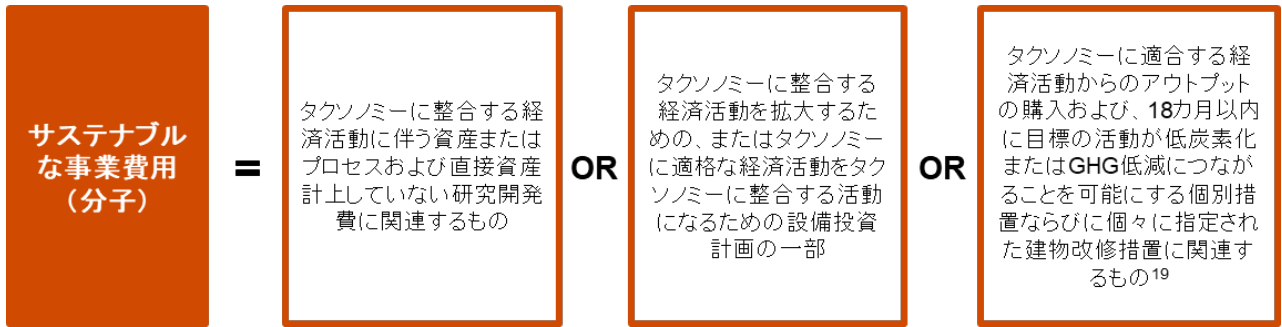 サステナブル
な事業費用
（分子）
=
タクソノミーに整合する経
済活動に伴う資産または
プロセスおよび直接資産
計上していない研究開発
費に関連するもの
OR
タクソノミーに整合する
経済活動を拡大するた
めの、またはタクソノミー
に適格な経済活動をタク
ソノミーに整合する活動
になるための設備投資
計画の一部
OR
タクソノミーに適合する経
済活動からのアウトプット
の購入および、18カ月以内
に目標の活動が低炭素化
またはGHG低減につなが
ることを可能にする個別措
置ならびに個々に指定され
た建物改修措置に関連す
るもの19